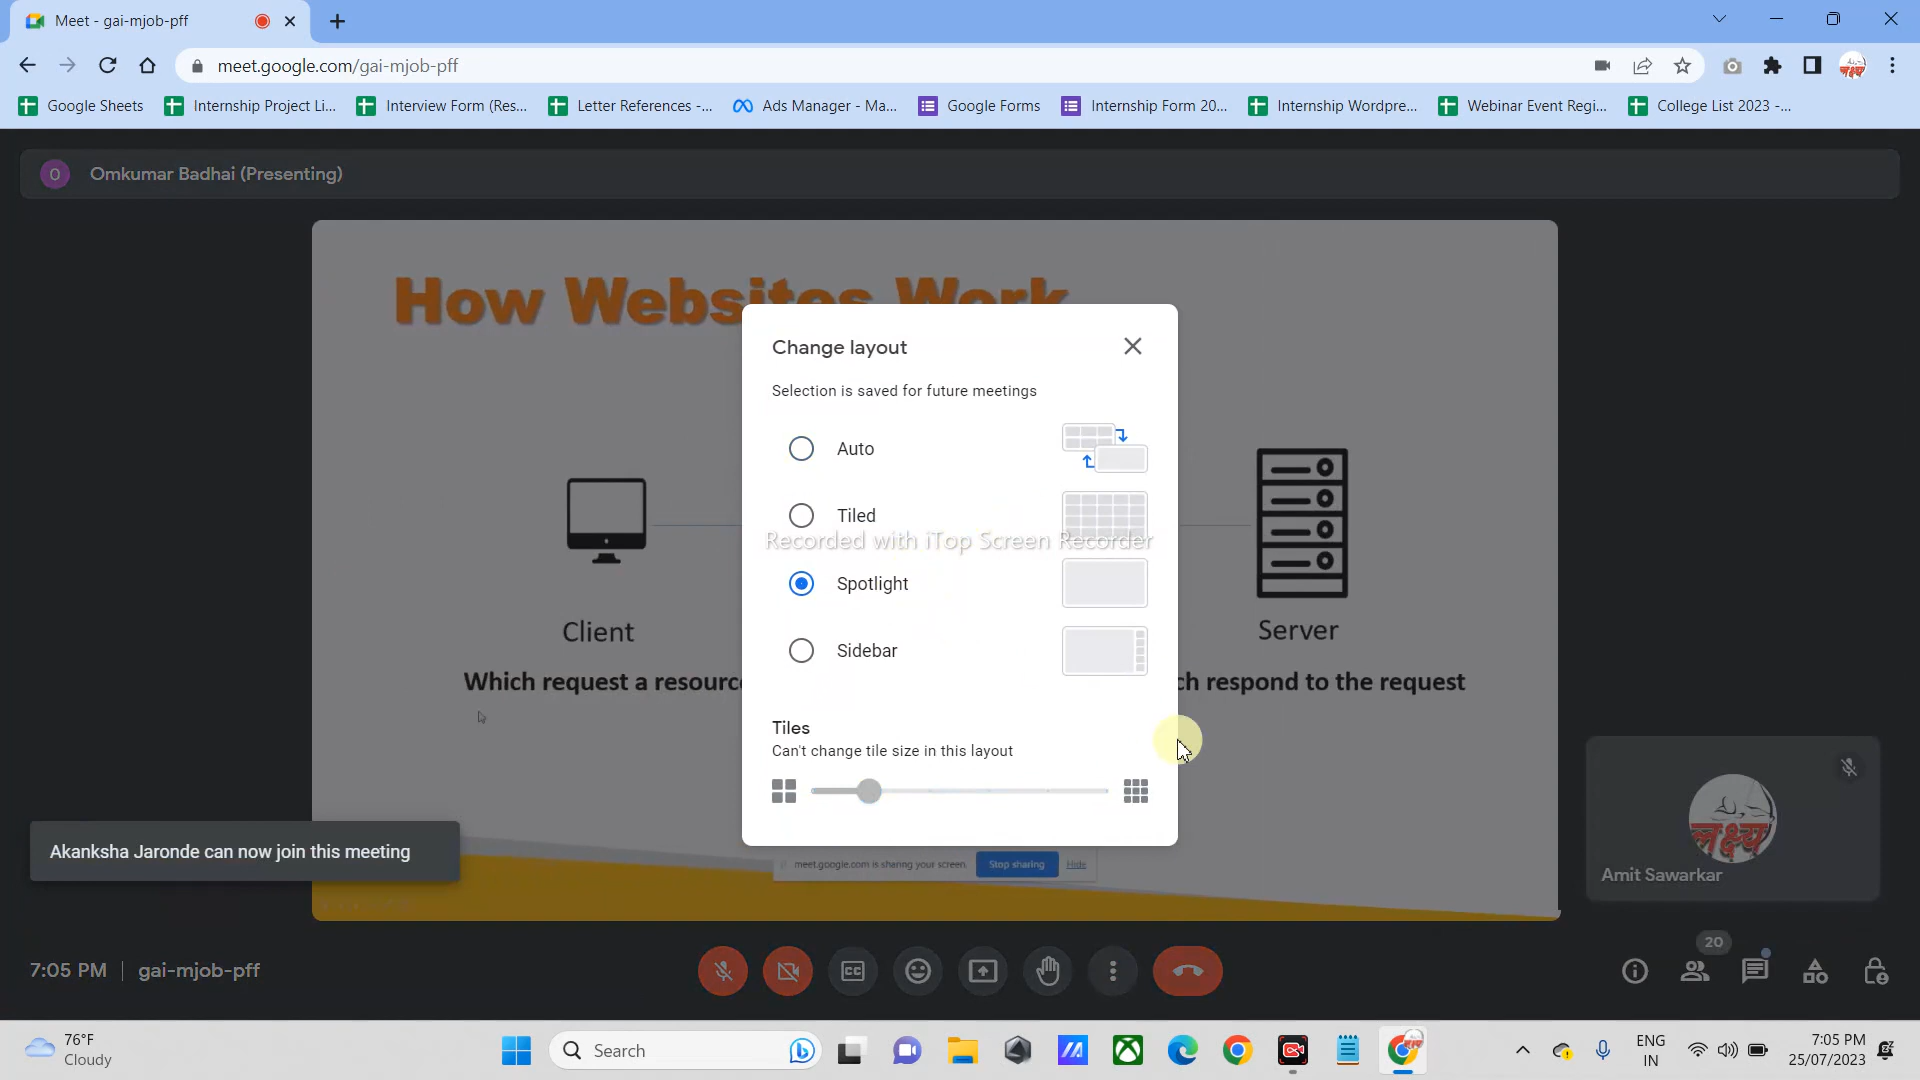 Meet - gai-mjob-pff
meet.google.com/gai-mjob-pff
Google Sheets
Internship Project Li...
Interview Form (Res...
Letter References -...
Ads Manager - Ma...
Google Forms
Internship Form 20...
Internship Wordpre...
Webinar Event Regi...
College List 2023 -...
O
Omkumar Badhai (Presenting)
How Websites Work
Change layout
Selection is saved for future meetings
Auto
Tiled
Recorded with iTop Screen Recorder
Spotlight
Sidebar
Client
Server
Which request a resource
ch respond to the request
Tiles
Can't change tile size in this layout
Akanksha Jaronde can now join this meeting
meet.google.com is sharing your screen.
Stop sharing
Hide
लक्ष्य
Amit Sawarkar
7:05 PM | gai-mjob-pff
20
76°F
Cloudy
Search
ENG
IN
7:05 PM
25/07/2023